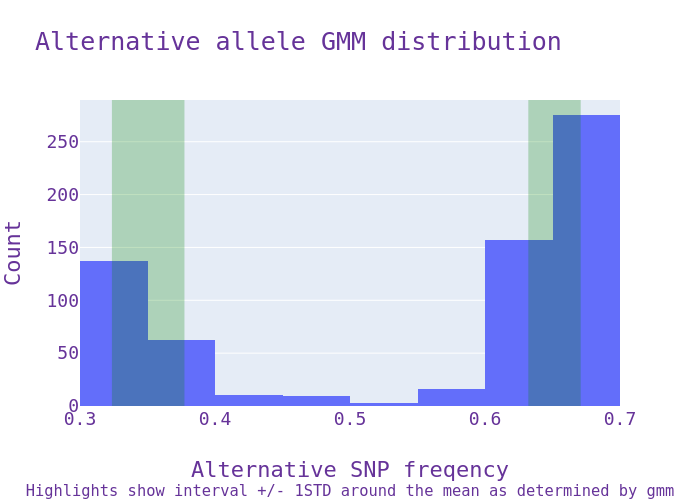 Alternative allele GMM distribution
250
200
150
100
50
0
Count
0.3 0.4 0.5 0.6 0.7
Alternative SNP freqency
Highlights show interval +/- 1STD around the mean as determined by gmm